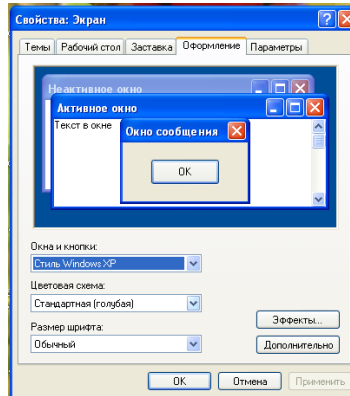 Свойства: Экран
Темы Рабочий стол Заставка Оформление Параметры
Неактивное окно
Активное окно
Текст в окне
Окно сообщения
OK
Окна и кнопки:
Стиль Windows XP
Цветовая схема:
Стандартная (голубая)
Эффекты...
Размер шрифта:
Обычный
Дополнительно
OK Отмена Применить